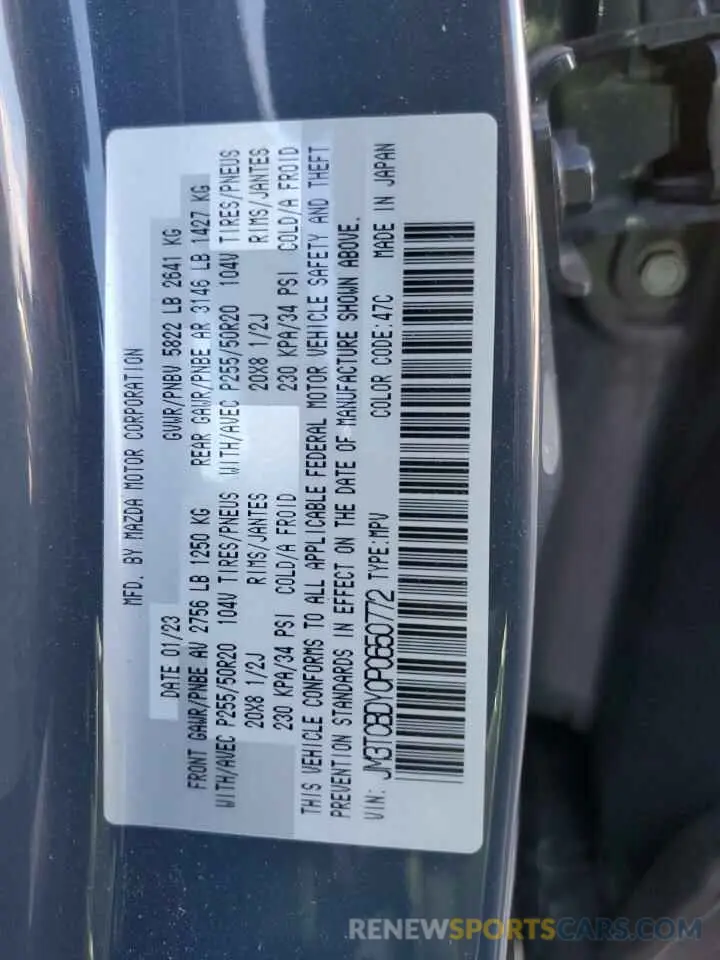 MFD. BY MAZDA MOTOR CORPORATION
DATE 01/23 GVWR/PNBV 5822 LB 2641 KG
FRONT GAWR/PNBE AV 2756 LB 1250 KG REAR GAWR/PNBE AR 3146 LB 1427 KG
WITH/AVEC P255/50R20 104V TIRES/PNEUS WITH/AVEC P255/50R20 104V TIRES/PNEUS
20X8 1/2J RIMS/JANTES 20X8 1/2J RIMS/JANTES
230 KPA/34 PSI COLD/A FROID 230 KPA/34 PSI COLD/A FROID
THIS VEHICLE CONFORMS TO ALL APPLICABLE FEDERAL MOTOR VEHICLE SAFETY AND THEFT
PREVENTION STANDARDS IN EFFECT ON THE DATE OF MANUFACTURE SHOWN ABOVE.
VIN: JM3TCBDY0P0650772 TYPE:MPV COLOR CODE:47C MADE IN JAPAN
RENEWSPORTSCARS.COM